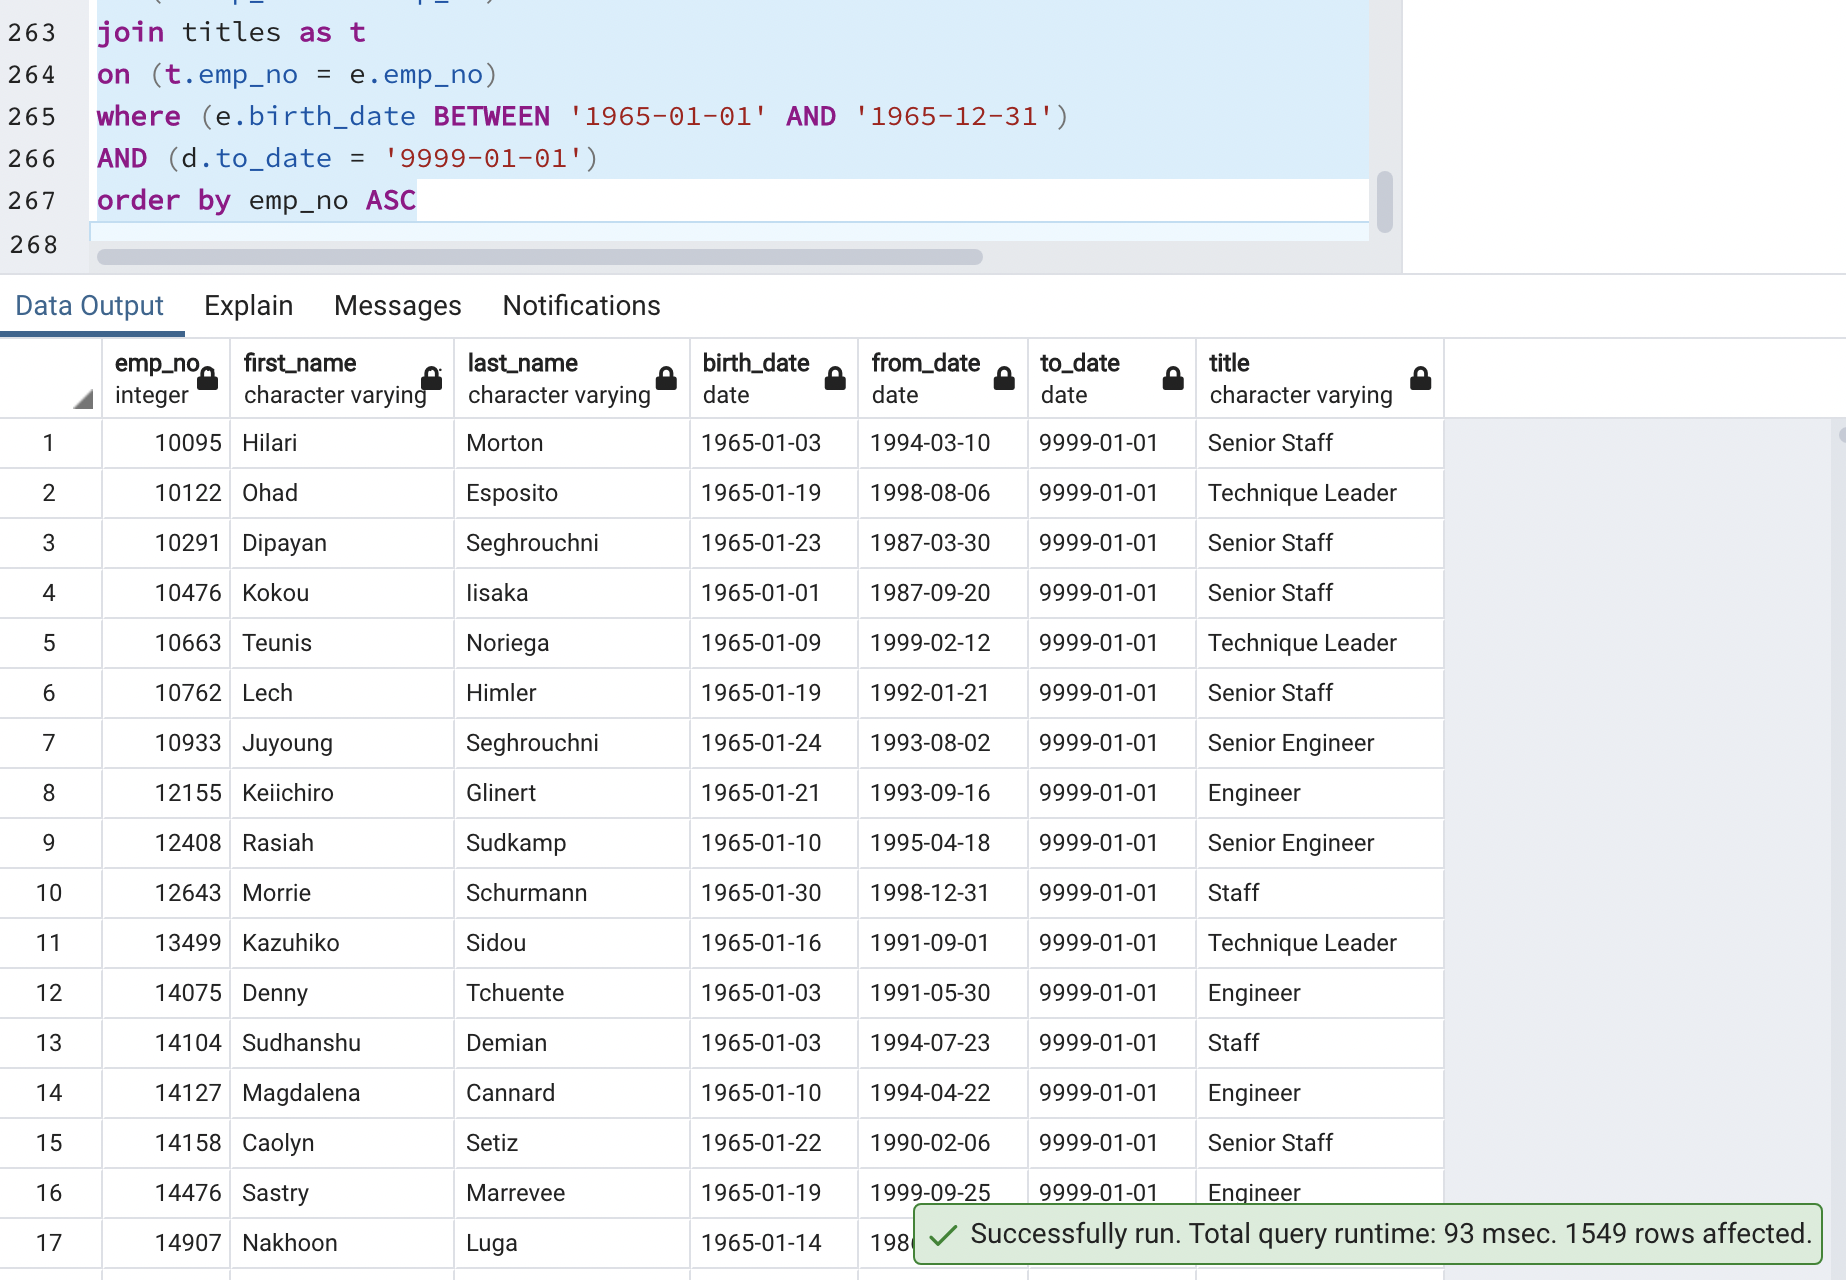 263 join titles as t
264 on (t.emp_no = e.emp_no)
265 where (e.birth_date BETWEEN '1965-01-01' AND '1965-12-31')
266 AND (d.to_date = '9999-01-01')
267 order by emp_no ASC
268
Data Output Explain Messages Notifications
emp_no first_name last_name birth_date from_date to_date title
integer character varying character varying date date date character varying
1 10095 Hilari Morton 1965-01-03 1994-03-10 9999-01-01 Senior Staff
2 10122 Ohad Esposito 1965-01-19 1998-08-06 9999-01-01 Technique Leader
3 10291 Dipayan Seghrouchni 1965-01-23 1987-03-30 9999-01-01 Senior Staff
4 10476 Kokou Iisaka 1965-01-01 1987-09-20 9999-01-01 Senior Staff
5 10663 Teunis Noriega 1965-01-09 1999-02-12 9999-01-01 Technique Leader
6 10762 Lech Himler 1965-01-19 1992-01-21 9999-01-01 Senior Staff
7 10933 Juyoung Seghrouchni 1965-01-24 1993-08-02 9999-01-01 Senior Engineer
8 12155 Keiichiro Glinert 1965-01-21 1993-09-16 9999-01-01 Engineer
9 12408 Rasiah Sudkamp 1965-01-10 1995-04-18 9999-01-01 Senior Engineer
10 12643 Morrie Schurmann 1965-01-30 1998-12-31 9999-01-01 Staff
11 13499 Kazuhiko Sidou 1965-01-16 1991-09-01 9999-01-01 Technique Leader
12 14075 Denny Tchuente 1965-01-03 1991-05-30 9999-01-01 Engineer
13 14104 Sudhanshu Demian 1965-01-03 1994-07-23 9999-01-01 Staff
14 14127 Magdalena Cannard 1965-01-10 1994-04-22 9999-01-01 Engineer
15 14158 Caolyn Setiz 1965-01-22 1990-02-06 9999-01-01 Senior Staff
16 14476 Sastry Marrevee 1965-01-19 1999-09-25 9999-01-01 Engineer
17 14907 Nakhoon Luga 1965-01-14
Successfully run. Total query runtime: 93 msec. 1549 rows affected.